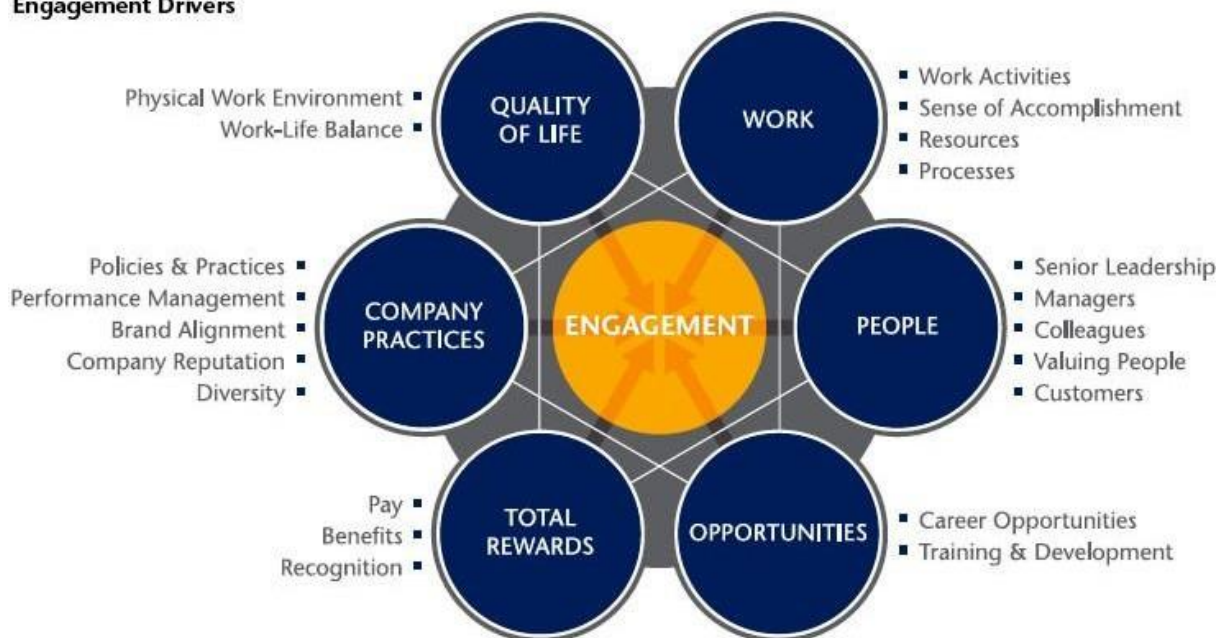 Engagement Drivers
Physical Work Environment
Work-Life Balance
QUALITY
OF LIFE
WORK
Work Activities
Sense of Accomplishment
Resources
Processes
Policies & Practices
Performance Management
Brand Alignment
Company Reputation
Diversity
COMPANY
PRACTICES
ENGAGEMENT
PEOPLE
Senior Leadership
Managers
Colleagues
Valuing People
Customers
Pay
Benefits
Recognition
TOTAL
REWARDS
OPPORTUNITIES
Career Opportunities
Training & Development